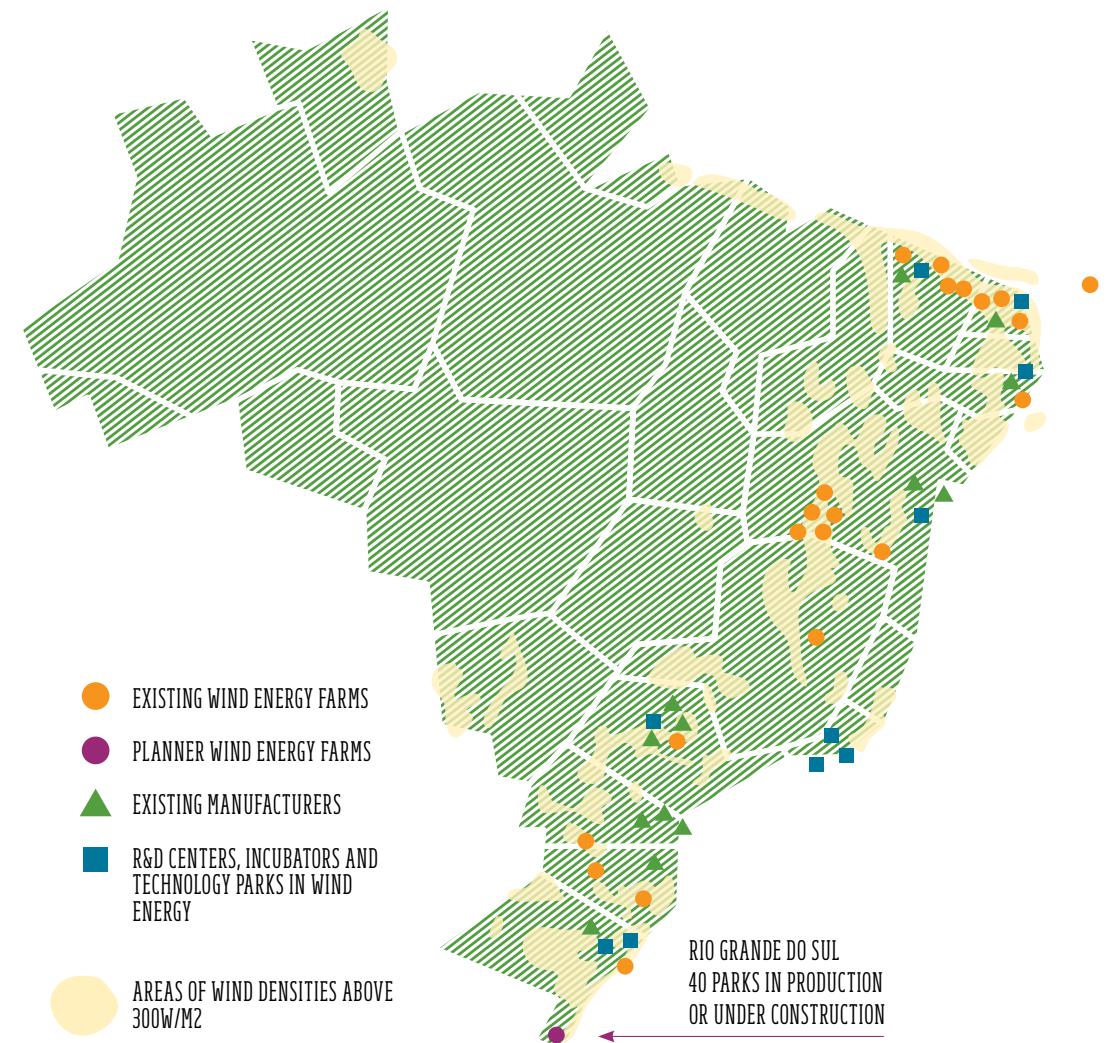 EXISTING WIND ENERGY FARMS
PLANNER WIND ENERGY FARMS
EXISTING MANUFACTURERS
R&D CENTERS, INCUBATORS AND
TECHNOLOGY PARKS IN WIND
ENERGY
AREAS OF WIND DENSITIES ABOVE
300W/M2
RIO GRANDE DO SUL
40 PARKS IN PRODUCTION
OR UNDER CONSTRUCTION